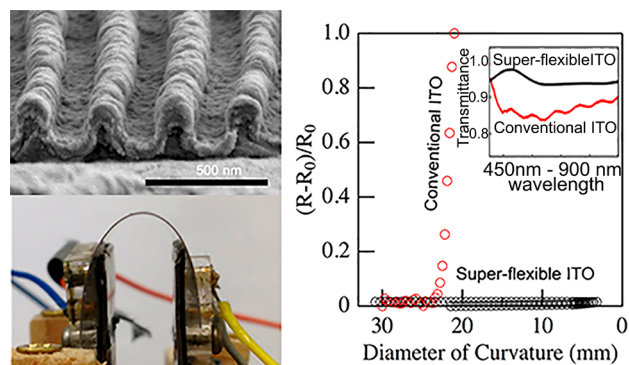 500 nm
1.0
0.8
0.6
0.4
0.2
0
(R-R0)/R0
Conventional ITO
Super-flexible ITO
30
20
10
0
Diameter of Curvature (mm)
Transmittance
1.0
0.9
0.8
Super-flexibleITO
Conventional ITO
450nm - 900 nm
wavelength